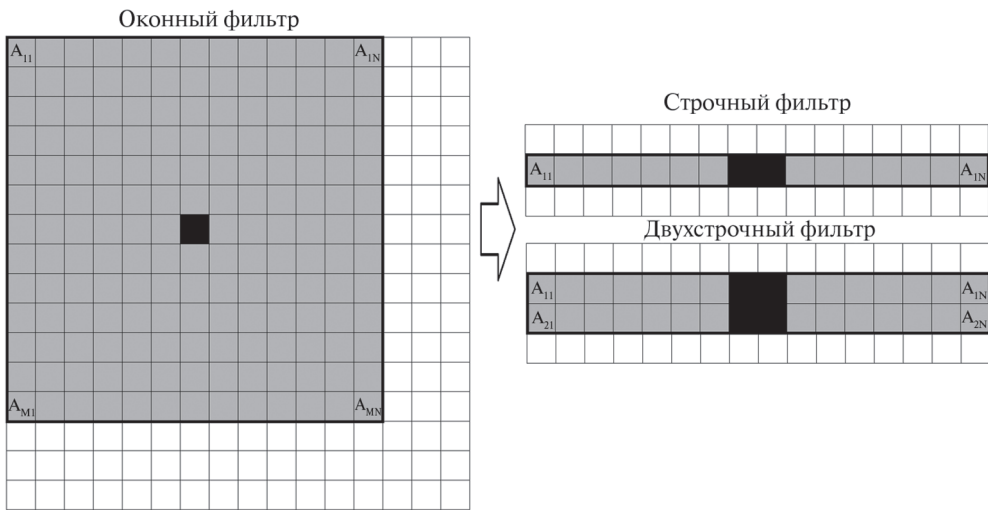 Оконный фильтр
A11 A1N
AM1 AMN
Строчный фильтр
A11 A1N
Двухстрочный фильтр
A11 A1N
A21 A2N